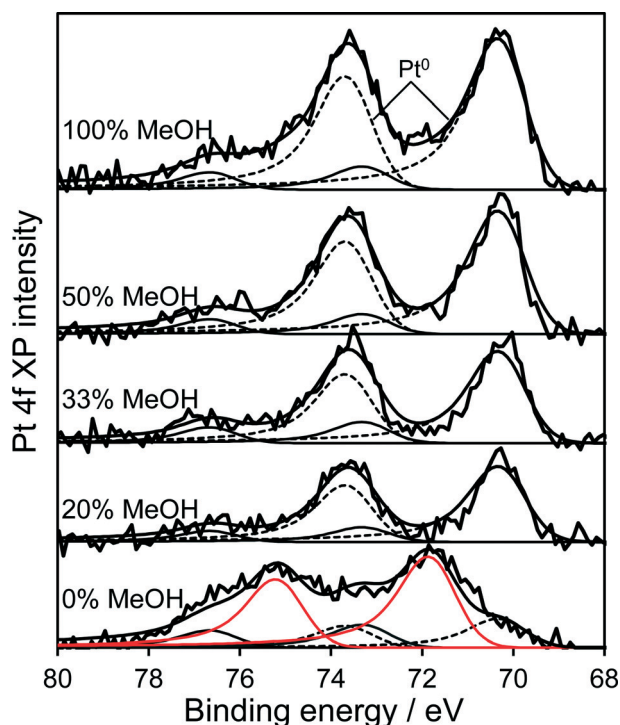 Pt⁰
100% MeOH
50% MeOH
33% MeOH
20% MeOH
0% MeOH
Pt 4f XP intensity
80 78 76 74 72 70 68
Binding energy / eV